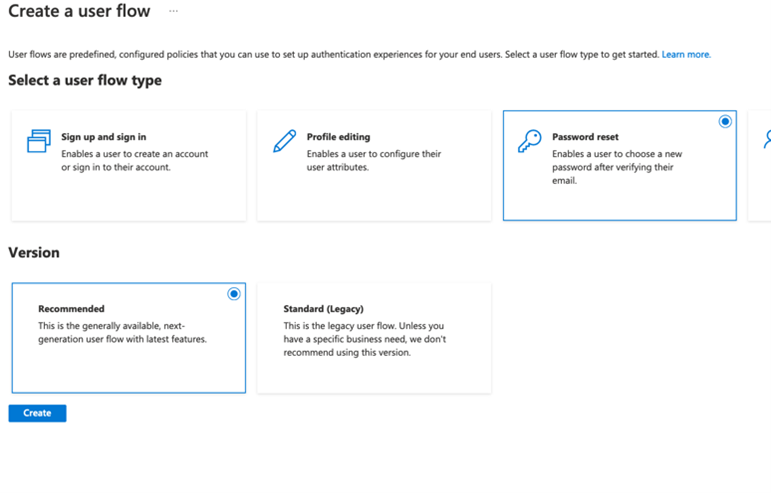 Create a user flow ...
User flows are predefined, configured policies that you can use to set up authentication experiences for your end users. Select a user flow type to get started. Learn more.
Select a user flow type
Sign up and sign in
Enables a user to create an account
or sign in to their account.
Profile editing
Enables a user to configure their
user attributes.
Password reset
Enables a user to choose a new
password after verifying their
email.
Version
Recommended
This is the generally available, next-
generation user flow with latest features.
Standard (Legacy)
This is the legacy user flow. Unless you
have a specific business need, we don't
recommend using this version.
Create